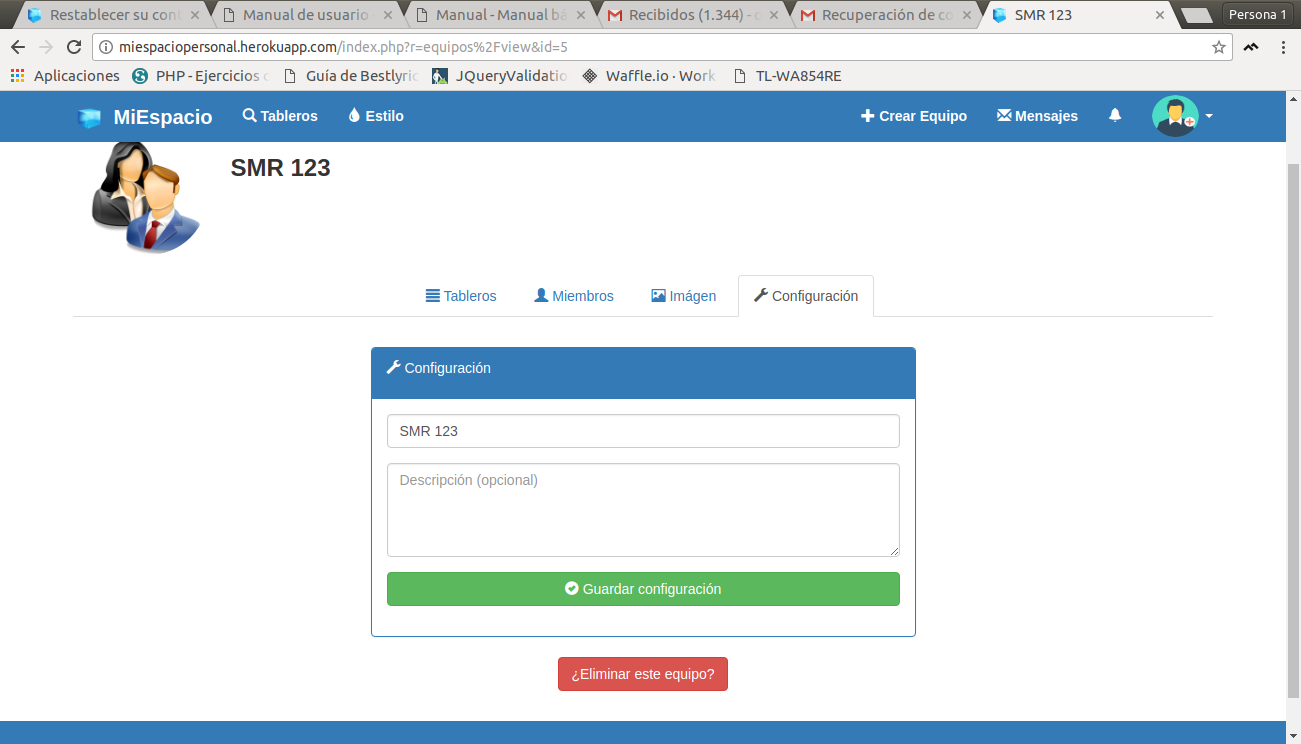 Restablecer su con
Manual de usuario
Manual - Manual bá
Recibidos (1.344) - c
Recuperación de co
SMR 123
Persona 1
miespaciopersonal.herokuapp.com/index.php?r=equipos%2Fview&id=5
Aplicaciones
PHP - Ejercicios
Guía de Bestlyric
JQueryValidatio
Waffle.io · Work
TL-WA854RE
MiEspacio
Tableros
Estilo
Crear Equipo
Mensajes
SMR 123
Tableros
Miembros
Imágen
Configuración
Configuración
SMR 123
Descripción (opcional)
Guardar configuración
¿Eliminar este equipo?